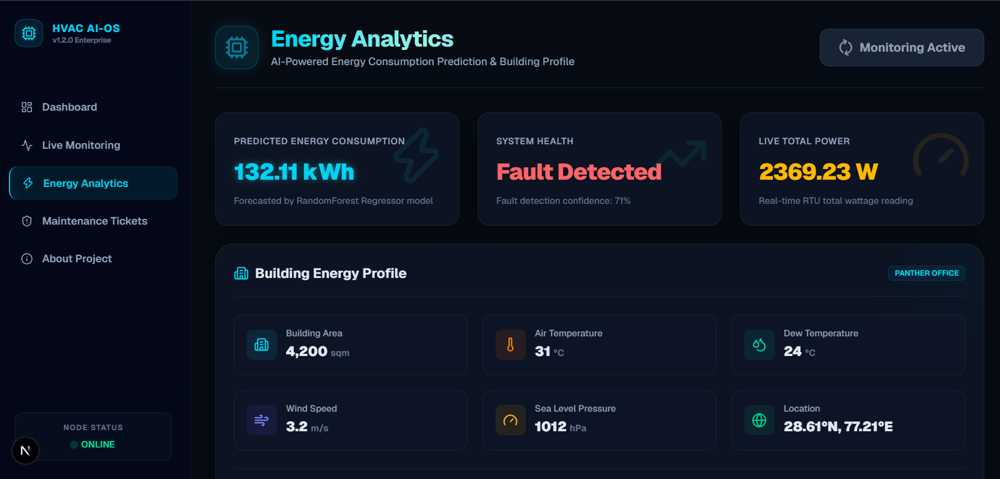 HVAC AI-OS
v1.2.0 Enterprise
Dashboard
Live Monitoring
Energy Analytics
Maintenance Tickets
About Project
NODE STATUS
ONLINE
N
Energy Analytics
AI-Powered Energy Consumption Prediction & Building Profile
Monitoring Active
PREDICTED ENERGY CONSUMPTION
132.11 kWh
Forecasted by RandomForest Regressor model
SYSTEM HEALTH
Fault Detected
Fault detection confidence: 71%
LIVE TOTAL POWER
2369.23 W
Real-time RTU total wattage reading
Building Energy Profile
PANTHER OFFICE
Building Area
4,200 sqm
Air Temperature
31 °C
Dew Temperature
24 °C
Wind Speed
3.2 m/s
Sea Level Pressure
1012 hPa
Location
28.61°N, 77.21°E